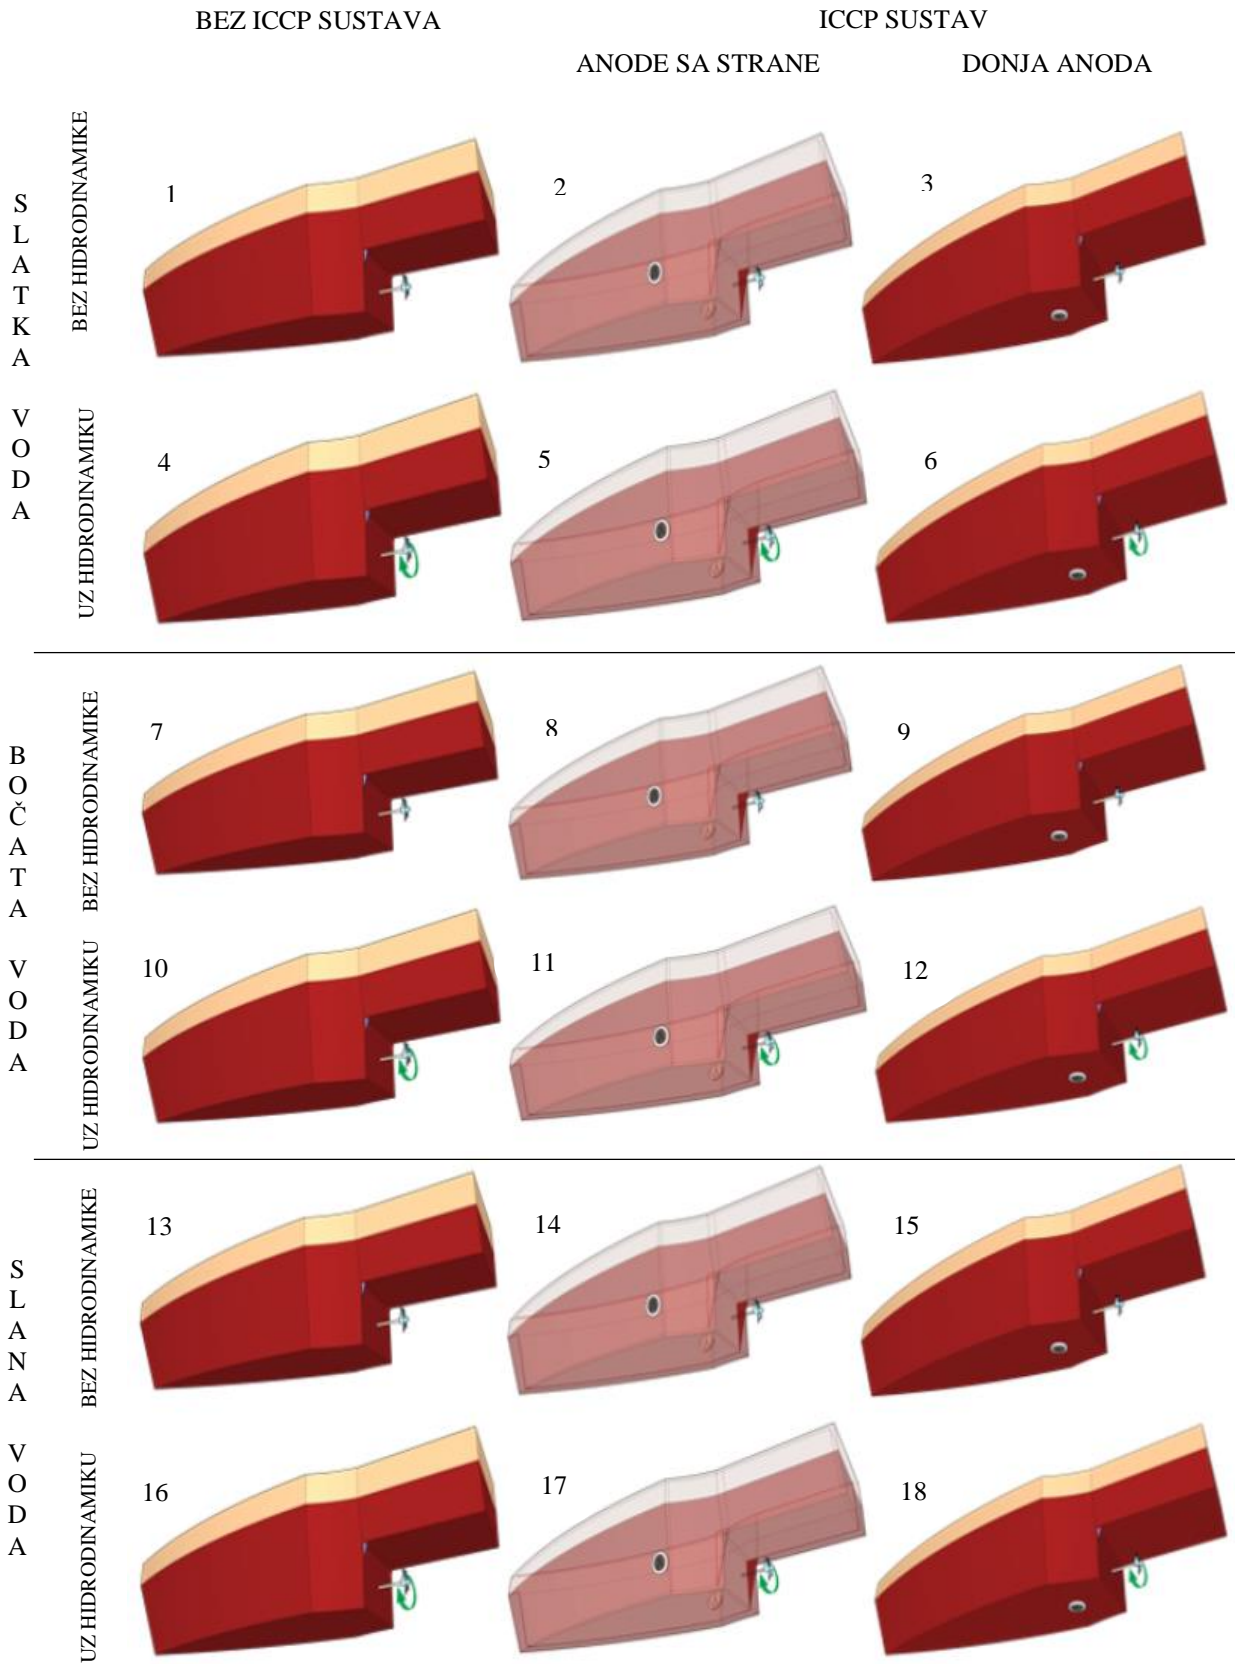 BEZ ICCP SUSTAVA
ICCP SUSTAV
ANODE SA STRANE
DONJA ANODA
SLATKA VODA
BEZ HIDRODINAMIKE
1
2
3
UZ HIDRODINAMIKU
4
5
6
BOČATA VODA
BEZ HIDRODINAMIKE
7
8
9
UZ HIDRODINAMIKU
10
11
12
SLANA VODA
BEZ HIDRODINAMIKE
13
14
15
UZ HIDRODINAMIKU
16
17
18